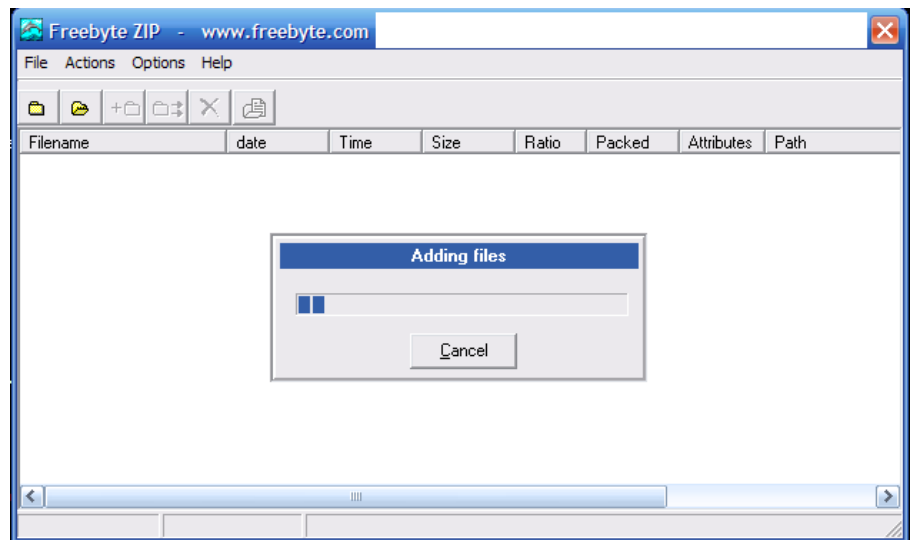 Freebyte ZIP - www.freebyte.com
File Actions Options Help
Filename date Time Size Ratio Packed Attributes Path
Adding files
Cancel